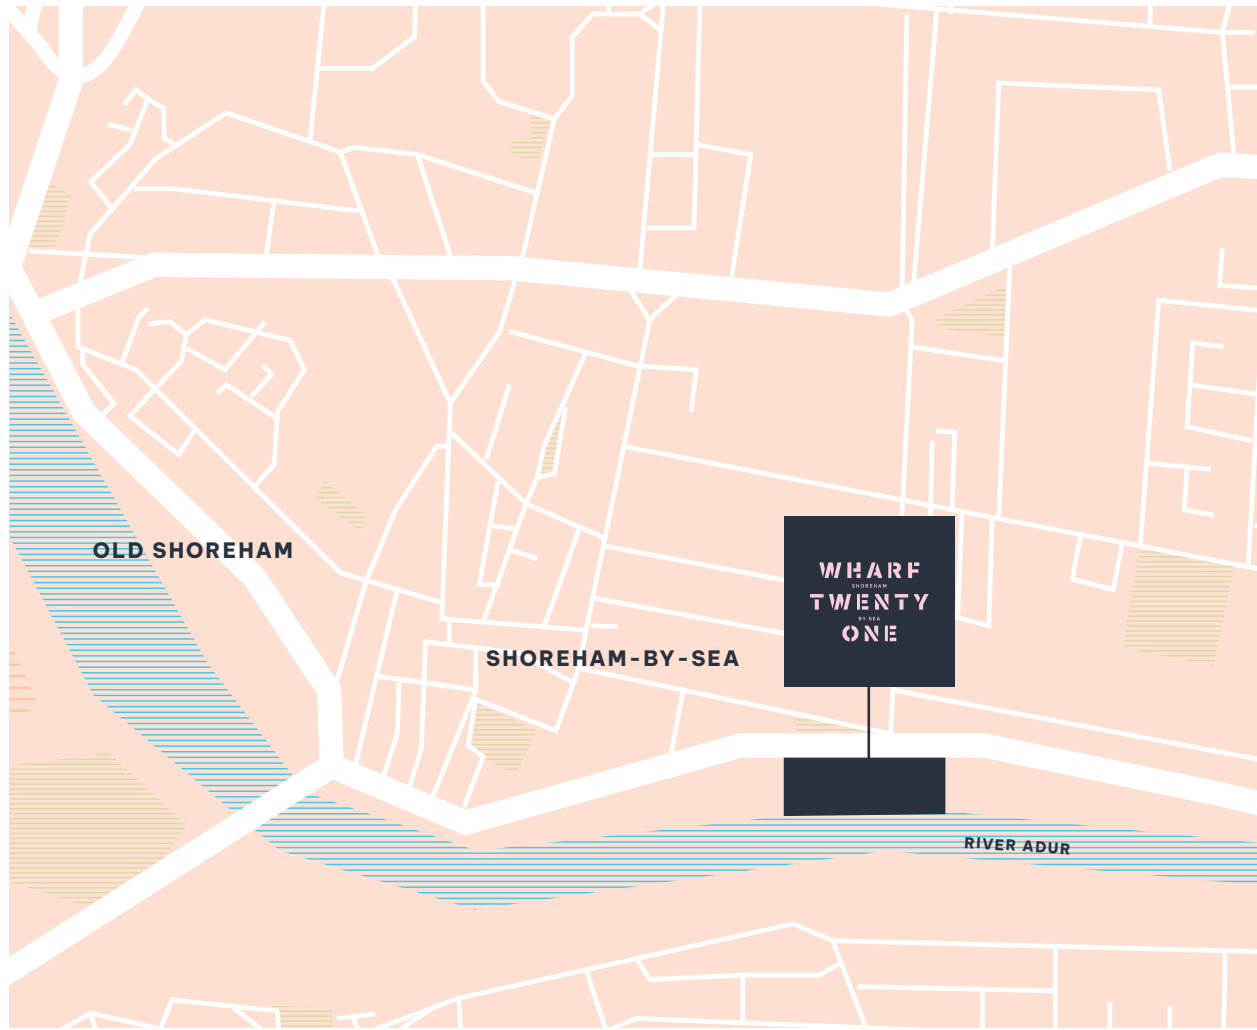 OLD SHOREHAM
WHARF
SHOREHAM
TWENTY
BY SEA
ONE
SHOREHAM-BY-SEA
RIVER ADUR